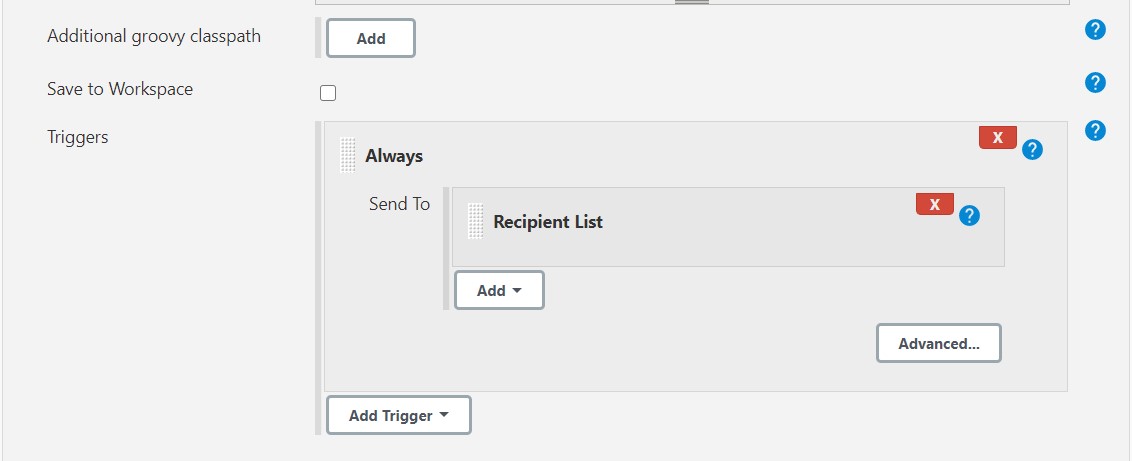 Additional groovy classpath
Add
?
Save to Workspace
?
Triggers
X
?
?
Always
Send To
X
?
Recipient List
Add
Advanced...
Add Trigger